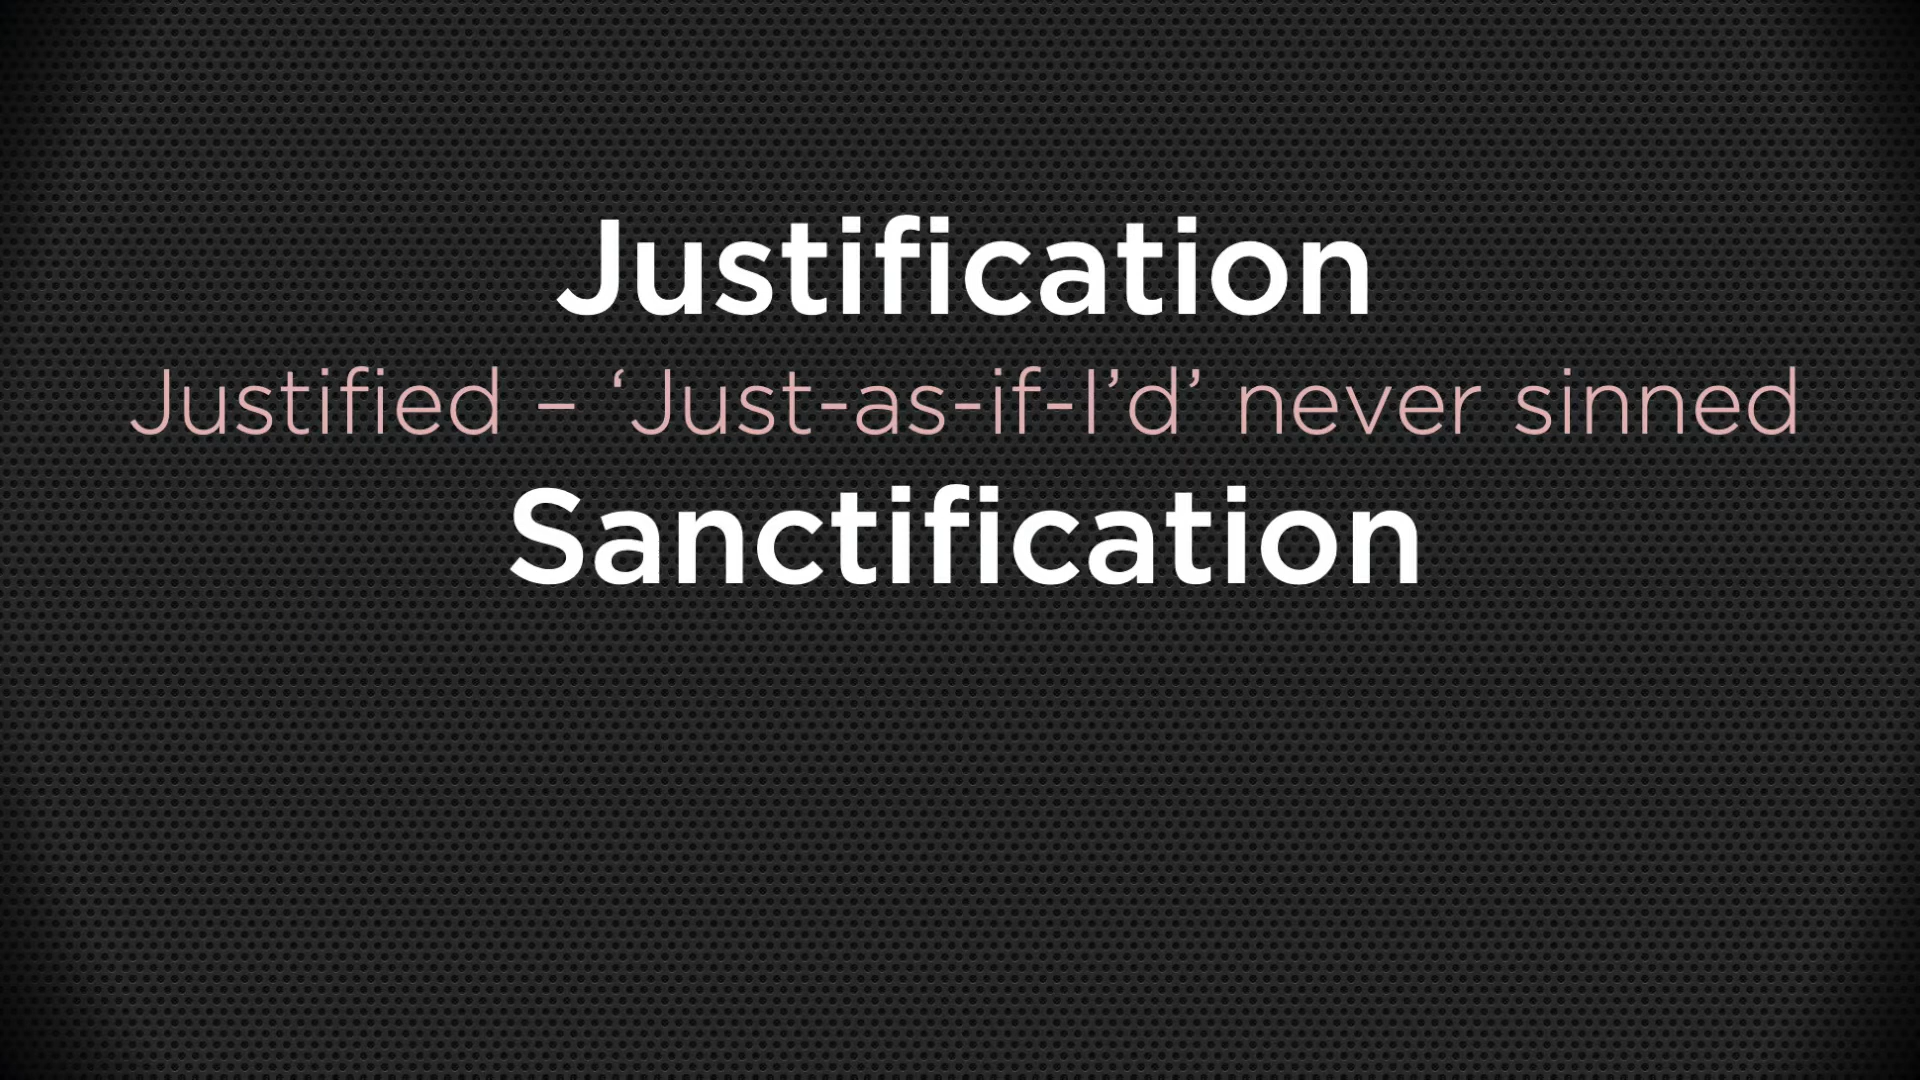 Justification
Justified – ‘Just-as-if-I’d’ never sinned
Sanctification